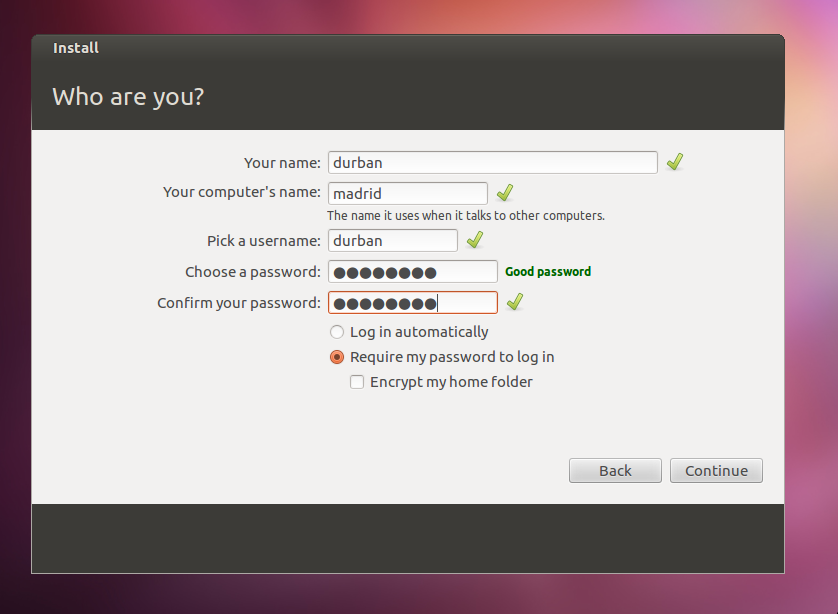 Install
Who are you?
Your name: durban
Your computer's name: madrid
The name it uses when it talks to other computers.
Pick a username: durban
Choose a password: ●●●●●●●● Good password
Confirm your password: ●●●●●●●●
Log in automatically
Require my password to log in
Encrypt my home folder
Back Continue